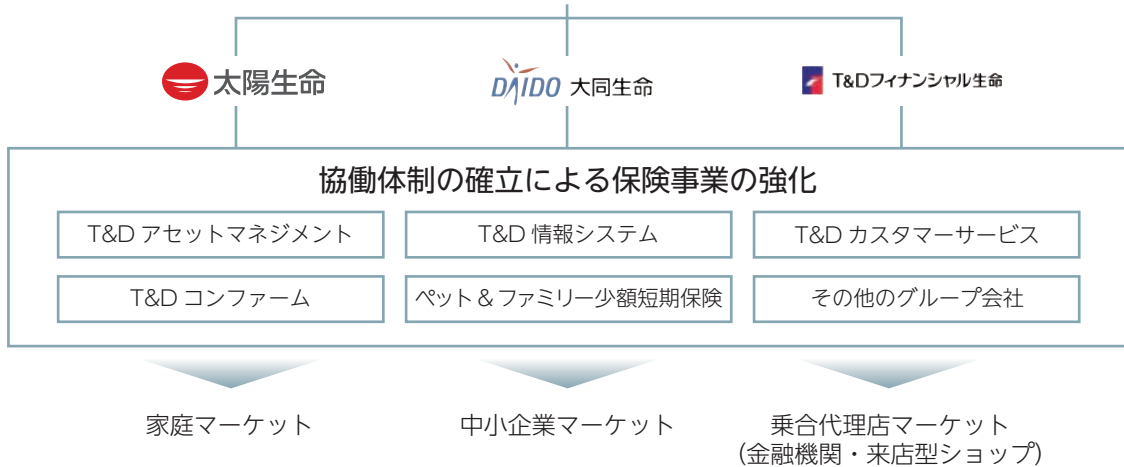 太陽生命
DAIDO 大同生命
T&Dフィナンシャル生命
協働体制の確立による保険事業の強化
T&D アセットマネジメント
T&D 情報システム
T&D カスタマーサービス
T&D コンファーム
ペット & ファミリー少額短期保険
その他のグループ会社
家庭マーケット
中小企業マーケット
乗合代理店マーケット
(金融機関・来店型ショップ)